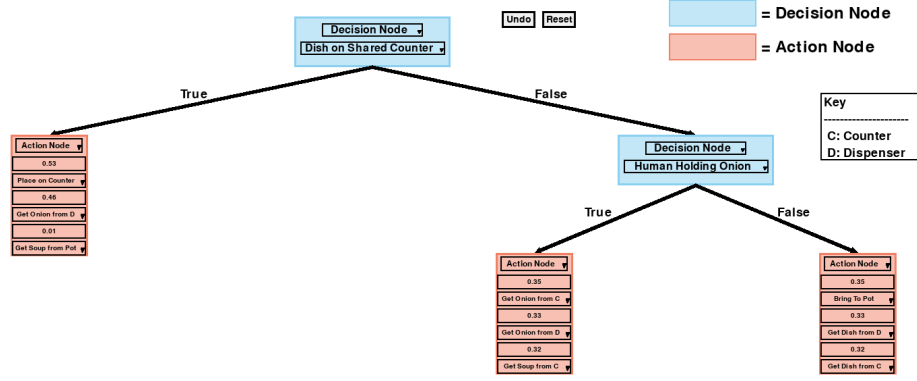 Decision Node
Dish on Shared Counter
Undo
Reset
= Decision Node
= Action Node
Key
---------------------
C: Counter
D: Dispenser
True
False
Action Node
0.53
Place on Counter
0.46
Get Onion from D
0.01
Get Soup from Pot
Decision Node
Human Holding Onion
True
False
Action Node
0.35
Get Onion from C
0.33
Get Onion from D
0.32
Get Soup from C
Action Node
0.35
Bring To Pot
0.33
Get Dish from D
0.32
Get Dish from C